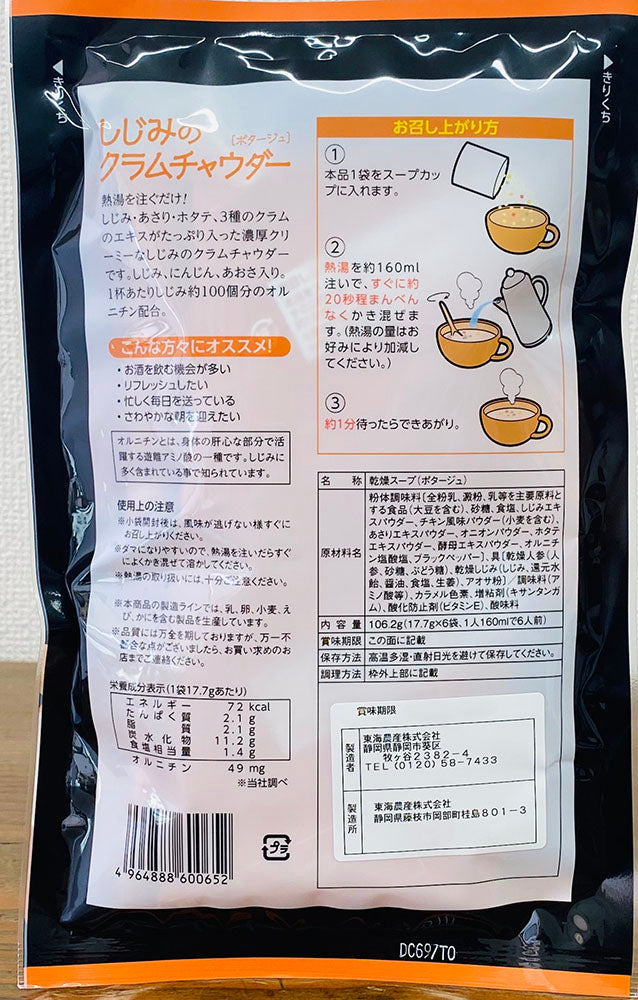 きりくち
きりくち
しじみの
[ポタージュ]
クラムチャウダー
熱湯を注ぐだけ!
しじみ・あさり・ホタテ、3種のクラム
のエキスがたっぷり入った濃厚クリ
ーミーなしじみのクラムチャウダー
です。しじみ、にんじん、あおさ入り。
1杯あたりしじみ約100個分のオル
ニチン配合。
こんな方々にオススメ!
・お酒を飲む機会が多い
・リフレッシュしたい
・忙しく毎日を送っている
・さわやかな朝を迎えたい
オルニチンとは、身体の肝心な部分で活
躍する遊離アミノ酸の一種です。しじみに
多く含まれている事で知られています。
使用上の注意
※小袋開封後は、風味が逃げない様すぐに
お召し上がりください。
※ダマになりやすいので、熱湯を注いだらすぐ
によくかき混ぜて溶かしてください。
※熱湯の取り扱いには、十分ご注意ください。
※本商品の製造ラインでは、乳、卵、小麦、え
び、かにを含む製品を生産しています。
※品質には万全を期しておりますが、万一不
都合な点がございましたら、お買い求めのお
店までご連絡ください。
栄養成分表示(1袋17.7gあたり)
エネルギー 72 kcal
たんぱく質 2.1 g
脂質 2.1 g
炭水化物 11.2 g
食塩相当量 1.4 g
オルニチン 49 mg
※当社調べ
4 964888 600652
プラ
お召し上がり方
①
本品1袋をスープカッ
プに入れます。
②
熱湯を約160ml
注いで、すぐに約
20秒程まんべん
なくかき混ぜま
す。(熱湯の量はお
好みにより加減し
てください。)
③
約1分待ったらできあがり。
名称 乾燥スープ(ポタージュ)
原材料名 粉体調味料[全粉乳、澱粉、乳等を主要原料と
する食品(大豆を含む)、砂糖、食塩、しじみエキ
スパウダー、チキン風味パウダー(小麦を含む)、
あさりエキスパウダー、オニオンパウダー、ホタテ
エキスパウダー、酵母エキスパウダー、オルニチ
ン塩酸塩、ブラックペッパー]、具[乾燥人参(人
参、砂糖、ぶどう糖)、乾燥しじみ(しじみ、還元水
飴、醤油、食塩、生姜)、アオサ粉]/調味料(ア
ミノ酸等)、カラメル色素、増粘剤(キサンタンガ
ム)、酸化防止剤(ビタミンE)、酸味料
内容量 106.2g(17.7g×6袋、1人160mlで6人前)
賞味期限 この面に記載
保存方法 高温多湿・直射日光を避けて保存してください。
調理方法 枠外上部に記載
賞味期限
製造者 東海農産株式会社
静岡県静岡市葵区
牧ヶ谷2382-4
TEL(0120)58-7433
製造所 東海農産株式会社
静岡県藤枝市岡部町桂島801-3
DC697T0